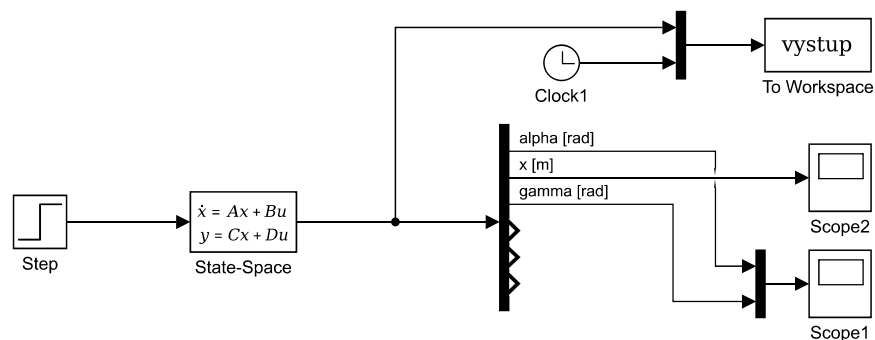 vystup
Clock1
To Workspace
alpha [rad]
x [m]
gamma [rad]
ẋ = Ax + Bu
y = Cx + Du
Step
State-Space
Scope2
Scope1